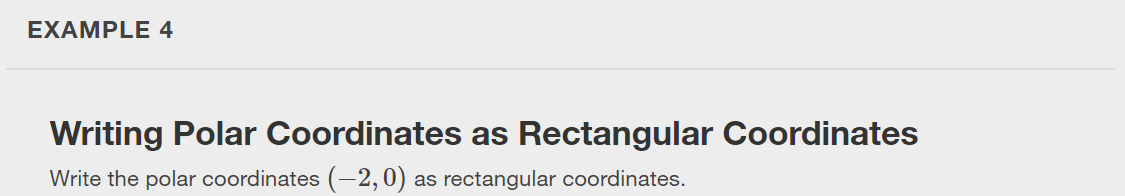 EXAMPLE 4
Writing Polar Coordinates as Rectangular Coordinates
Write the polar coordinates (−2, 0) as rectangular coordinates.